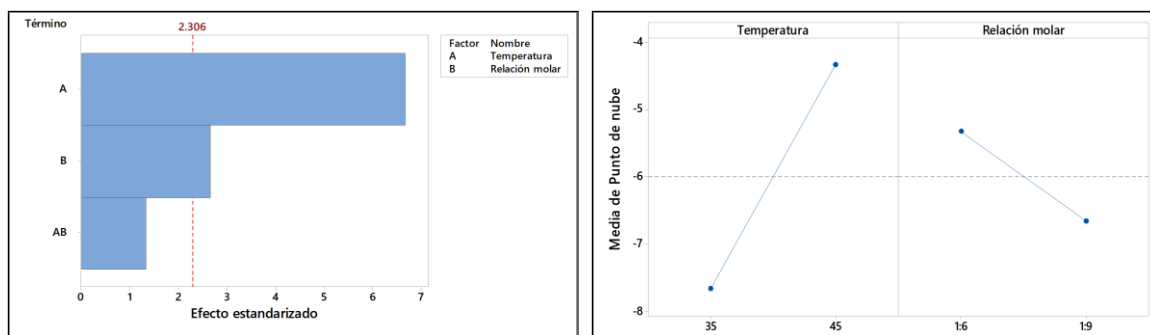 Término
2.306
Factor Nombre
A Temperatura
B Relación molar
A
B
AB
0 1 2 3 4 5 6 7
Efecto estandarizado
Temperatura Relación molar
Media de Punto de nube
-4
-5
-6
-7
-8
35 45 1:6 1:9